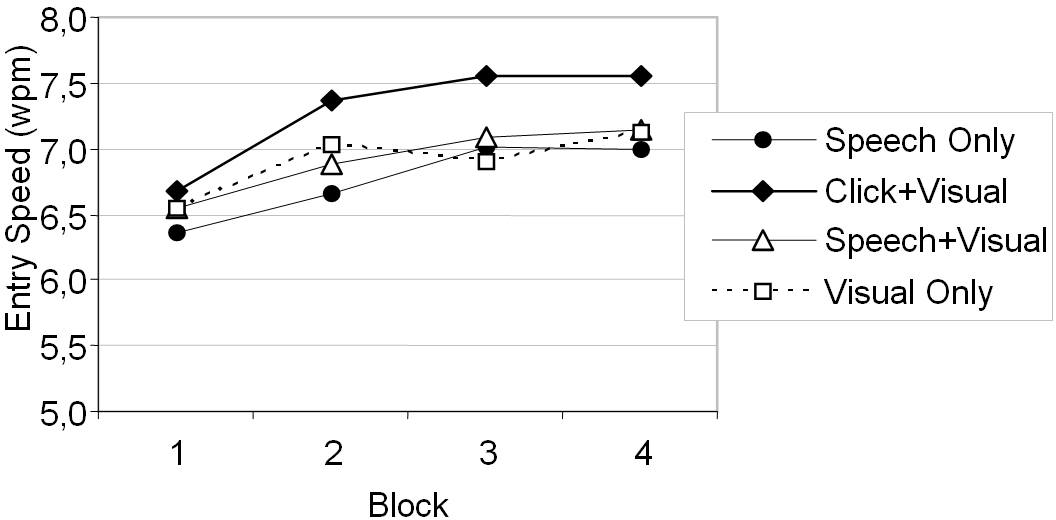 8,0
7,5
7,0
6,5
6,0
5,5
5,0
Entry Speed (wpm)
1 2 3 4
Block
Speech Only
Click+Visual
Speech+Visual
Visual Only